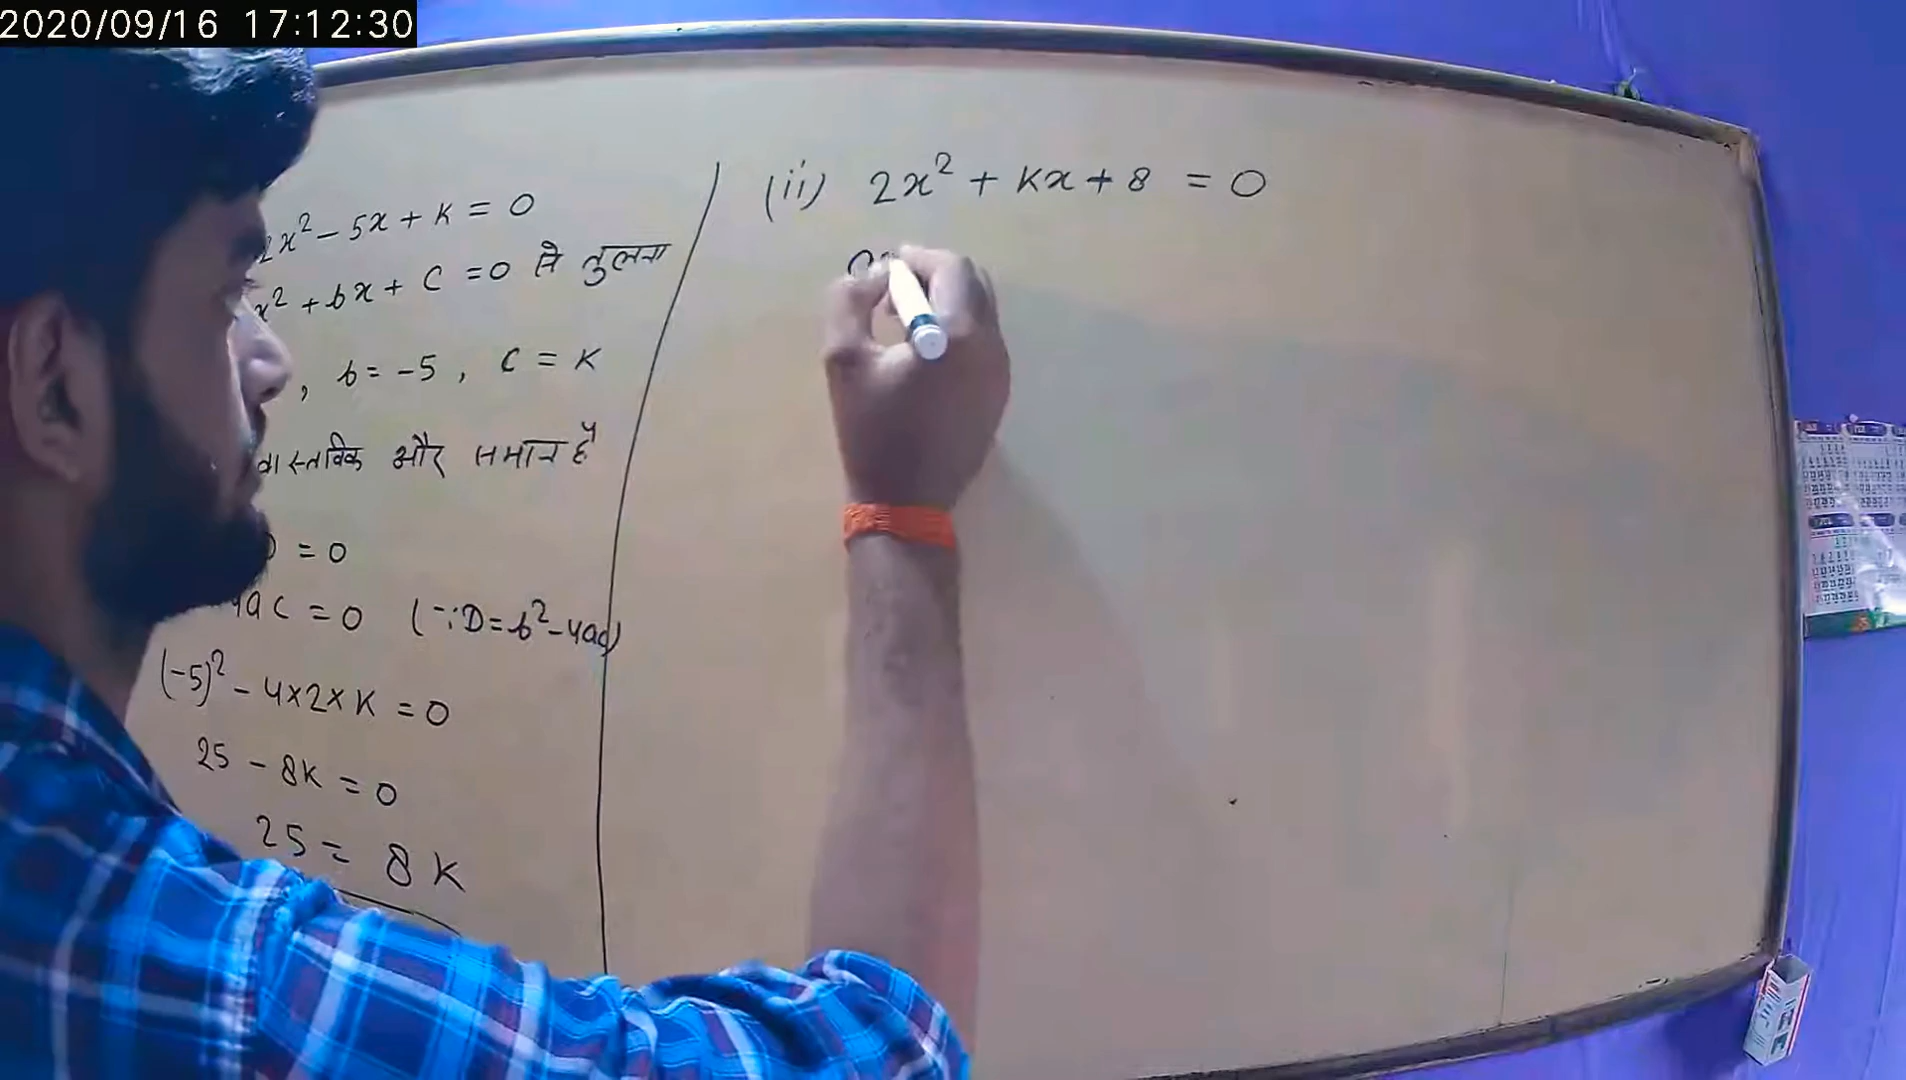 2020/09/16 17:12:30
2x² - 5x + K = 0
x² + bx + C = 0 से तुलना
, b = -5 , C = K
वास्तविक और समान हैं
D = 0
4ac = 0 (∵ D = b² - 4ac)
(-5)² - 4×2×K = 0
25 - 8K = 0
25 = 8K
(ii) 2x² + Kx + 8 = 0